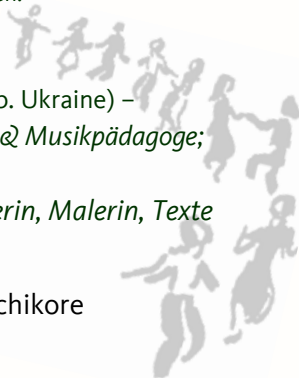 o. Ukraine) –
& Musikpädagoge;
erin, Malerin, Texte
chikore